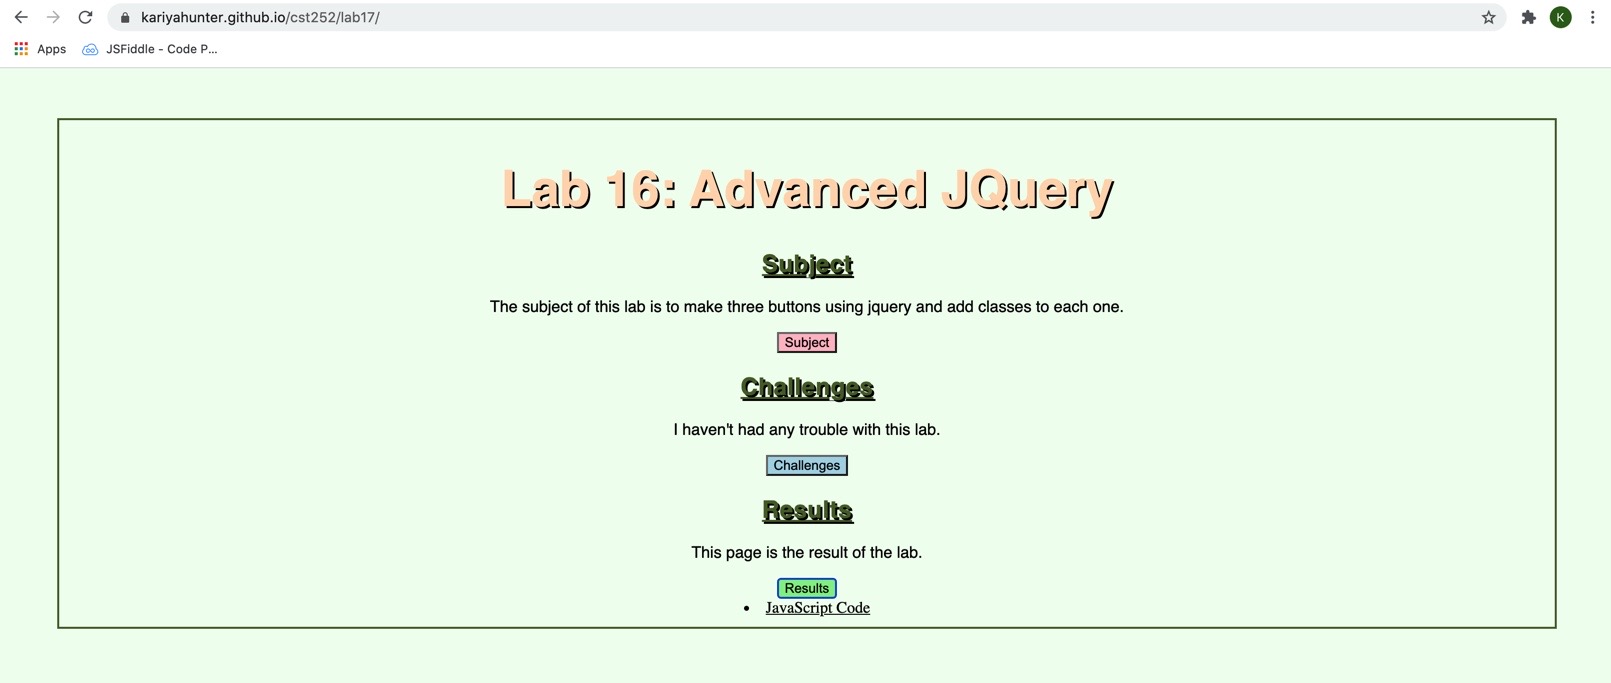 kariyahunter.github.io/cst252/lab17/
K
Apps JSFiddle - Code P...
Lab 16: Advanced JQuery
Subject
The subject of this lab is to make three buttons using jquery and add classes to each one.
Subject
Challenges
I haven't had any trouble with this lab.
Challenges
Results
This page is the result of the lab.
Results
• JavaScript Code